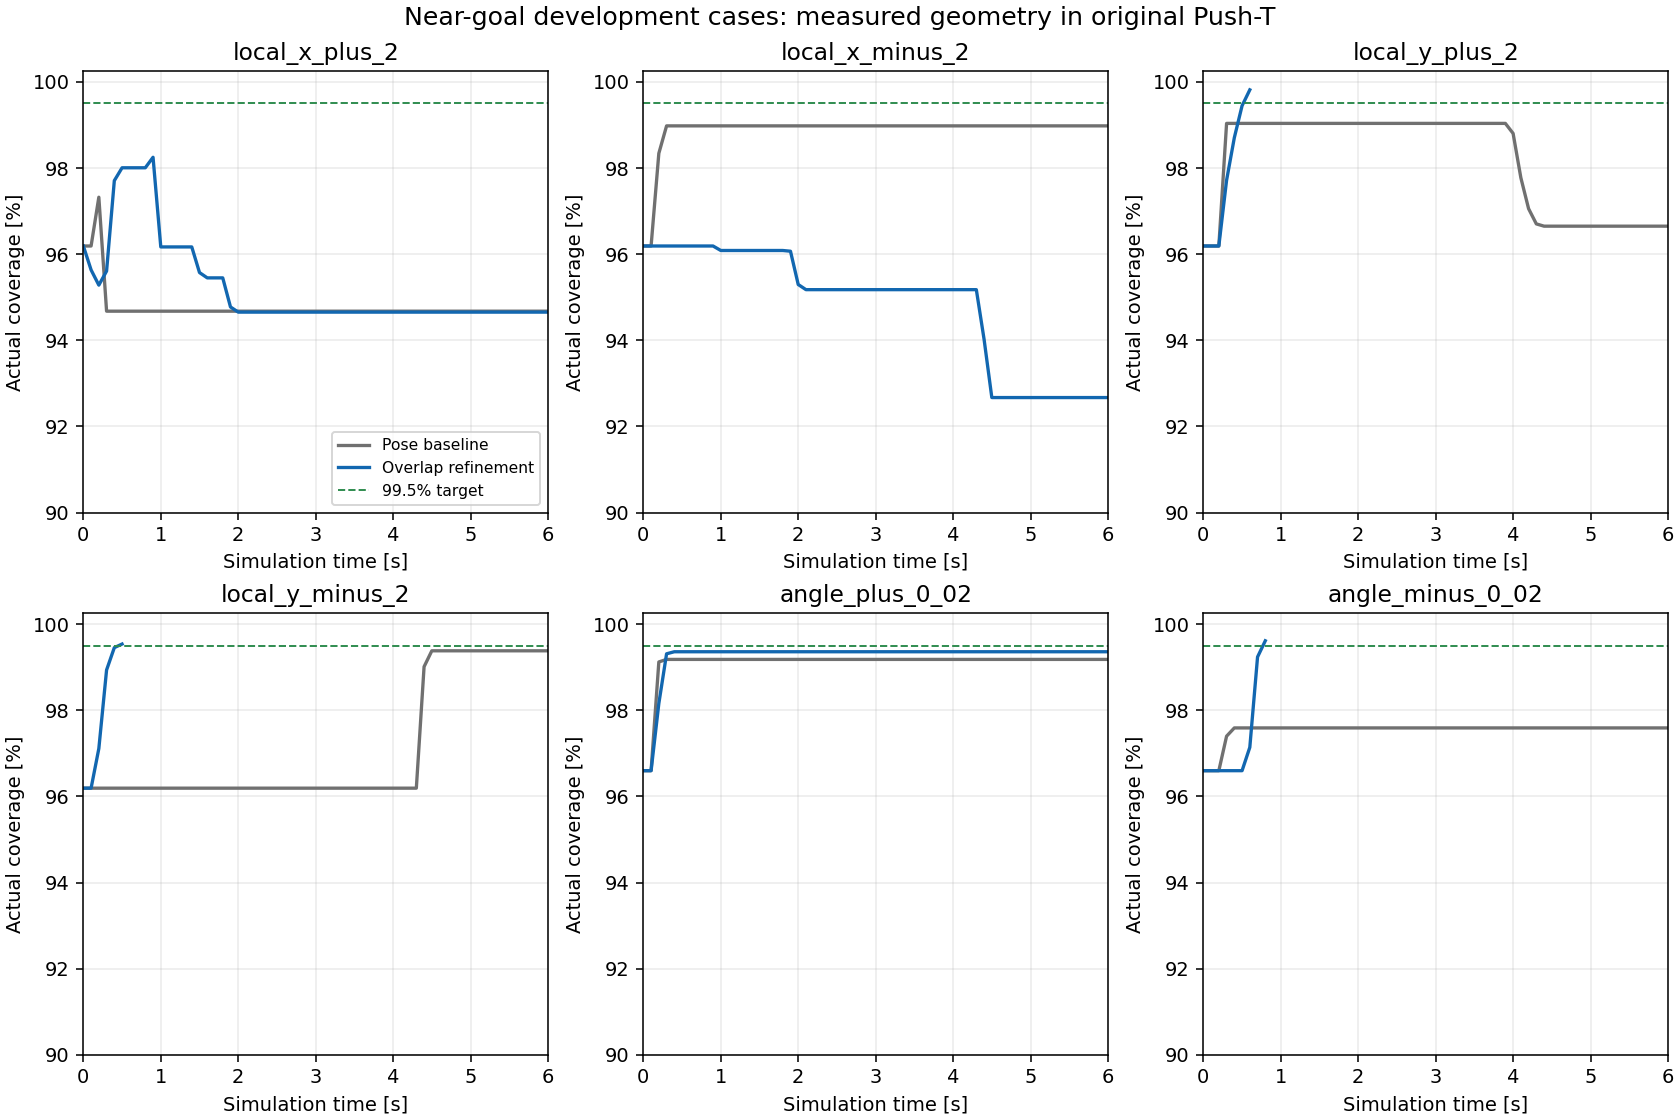 Near-goal development cases: measured geometry in original Push-T
local_x_plus_2
100
98
96
94
92
90
Actual coverage [%]
Pose baseline
Overlap refinement
99.5% target
0 1 2 3 4 5 6
Simulation time [s]
local_x_minus_2
100
98
96
94
92
90
Actual coverage [%]
0 1 2 3 4 5 6
Simulation time [s]
local_y_plus_2
100
98
96
94
92
90
Actual coverage [%]
0 1 2 3 4 5 6
Simulation time [s]
local_y_minus_2
100
98
96
94
92
90
Actual coverage [%]
0 1 2 3 4 5 6
Simulation time [s]
angle_plus_0_02
100
98
96
94
92
90
Actual coverage [%]
0 1 2 3 4 5 6
Simulation time [s]
angle_minus_0_02
100
98
96
94
92
90
Actual coverage [%]
0 1 2 3 4 5 6
Simulation time [s]